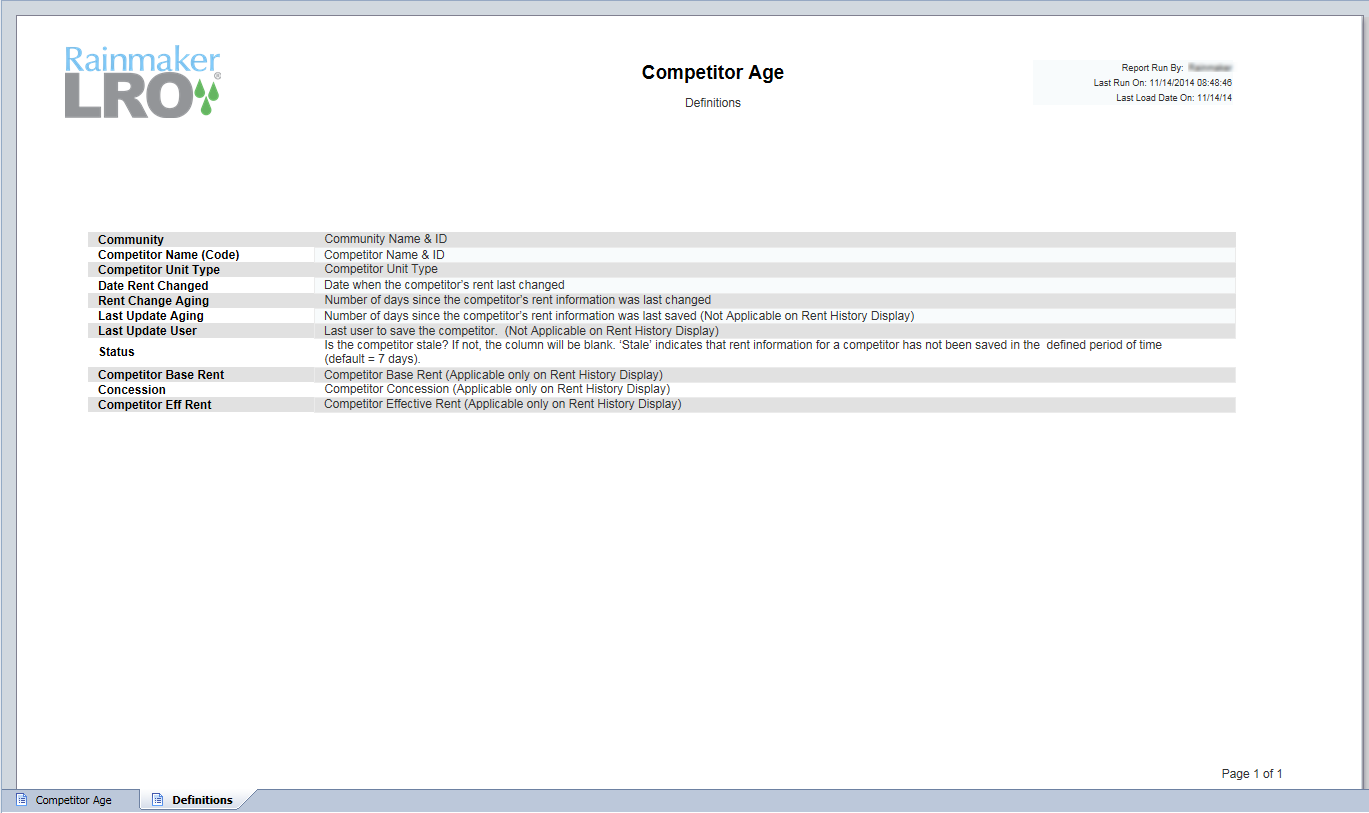 Rainmaker
LRO®
Competitor Age
Definitions
Report Run By:
Last Run On: 11/14/2014 08:48:46
Last Load Date On: 11/14/14
Community Community Name & ID
Competitor Name (Code) Competitor Name & ID
Competitor Unit Type Competitor Unit Type
Date Rent Changed Date when the competitor’s rent last changed
Rent Change Aging Number of days since the competitor’s rent information was last changed
Last Update Aging Number of days since the competitor’s rent information was last saved (Not Applicable on Rent History Display)
Last Update User Last user to save the competitor.  (Not Applicable on Rent History Display)
Status Is the competitor stale? If not, the column will be blank. ‘Stale’ indicates that rent information for a competitor has not been saved in the  defined period of time
(default = 7 days).
Competitor Base Rent Competitor Base Rent (Applicable only on Rent History Display)
Concession Competitor Concession (Applicable only on Rent History Display)
Competitor Eff Rent Competitor Effective Rent (Applicable only on Rent History Display)
Page 1 of 1
Competitor Age Definitions